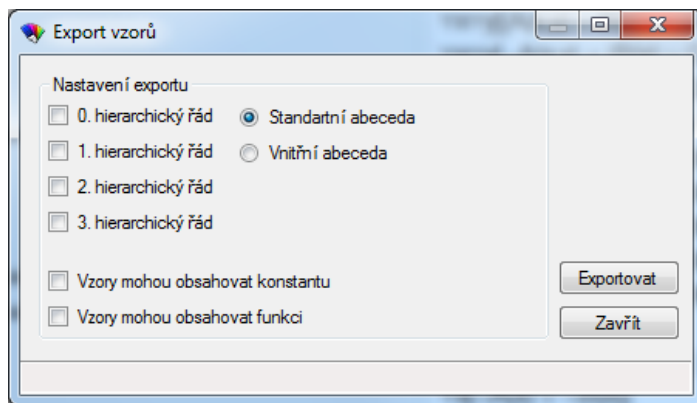 Export vzorů
Nastavení exportu
0. hierarchický řád
Standartní abeceda
1. hierarchický řád
Vnitřní abeceda
2. hierarchický řád
3. hierarchický řád
Vzory mohou obsahovat konstantu
Exportovat
Vzory mohou obsahovat funkci
Zavřít